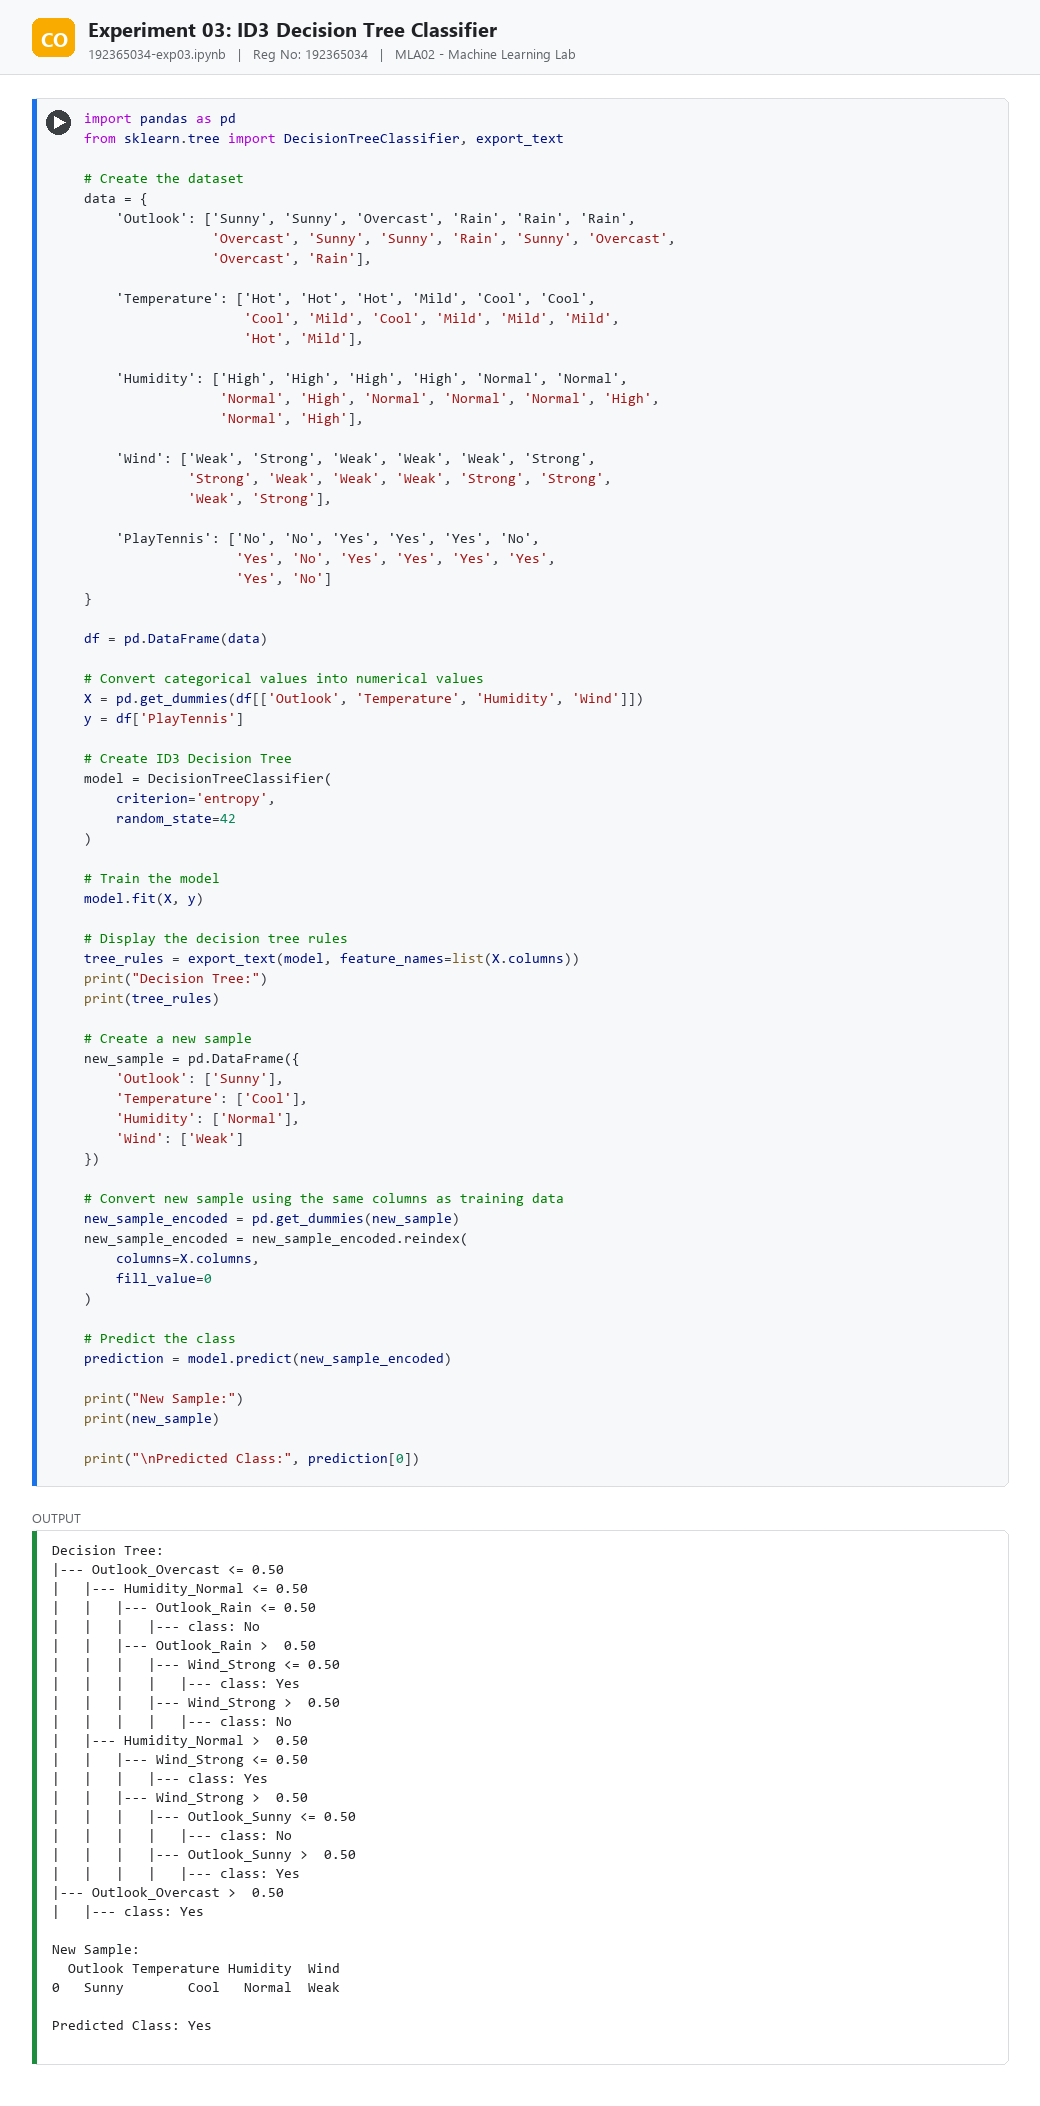 CO
Experiment 03: ID3 Decision Tree Classifier
192365034-exp03.ipynb | Reg No: 192365034 | MLA02 - Machine Learning Lab
import pandas as pd
from sklearn.tree import DecisionTreeClassifier, export_text

# Create the dataset
data = {
    'Outlook': ['Sunny', 'Sunny', 'Overcast', 'Rain', 'Rain', 'Rain',
                'Overcast', 'Sunny', 'Sunny', 'Rain', 'Sunny', 'Overcast',
                'Overcast', 'Rain'],

    'Temperature': ['Hot', 'Hot', 'Hot', 'Mild', 'Cool', 'Cool',
                    'Cool', 'Mild', 'Cool', 'Mild', 'Mild', 'Mild',
                    'Hot', 'Mild'],

    'Humidity': ['High', 'High', 'High', 'High', 'Normal', 'Normal',
                 'Normal', 'High', 'Normal', 'Normal', 'Normal', 'High',
                 'Normal', 'High'],

    'Wind': ['Weak', 'Strong', 'Weak', 'Weak', 'Weak', 'Strong',
             'Strong', 'Weak', 'Weak', 'Weak', 'Strong', 'Strong',
             'Weak', 'Strong'],

    'PlayTennis': ['No', 'No', 'Yes', 'Yes', 'Yes', 'No',
                   'Yes', 'No', 'Yes', 'Yes', 'Yes', 'Yes',
                   'Yes', 'No']
}

df = pd.DataFrame(data)

# Convert categorical values into numerical values
X = pd.get_dummies(df[['Outlook', 'Temperature', 'Humidity', 'Wind']])
y = df['PlayTennis']

# Create ID3 Decision Tree
model = DecisionTreeClassifier(
    criterion='entropy',
    random_state=42
)

# Train the model
model.fit(X, y)

# Display the decision tree rules
tree_rules = export_text(model, feature_names=list(X.columns))
print("Decision Tree:")
print(tree_rules)

# Create a new sample
new_sample = pd.DataFrame({
    'Outlook': ['Sunny'],
    'Temperature': ['Cool'],
    'Humidity': ['Normal'],
    'Wind': ['Weak']
})

# Convert new sample using the same columns as training data
new_sample_encoded = pd.get_dummies(new_sample)
new_sample_encoded = new_sample_encoded.reindex(
    columns=X.columns,
    fill_value=0
)

# Predict the class
prediction = model.predict(new_sample_encoded)

print("New Sample:")
print(new_sample)

print("\nPredicted Class:", prediction[0])
OUTPUT
Decision Tree:
|--- Outlook_Overcast <= 0.50
|   |--- Humidity_Normal <= 0.50
|   |   |--- Outlook_Rain <= 0.50
|   |   |   |--- class: No
|   |   |--- Outlook_Rain >  0.50
|   |   |   |--- Wind_Strong <= 0.50
|   |   |   |   |--- class: Yes
|   |   |   |--- Wind_Strong >  0.50
|   |   |   |   |--- class: No
|   |--- Humidity_Normal >  0.50
|   |   |--- Wind_Strong <= 0.50
|   |   |   |--- class: Yes
|   |   |--- Wind_Strong >  0.50
|   |   |   |--- Outlook_Sunny <= 0.50
|   |   |   |   |--- class: No
|   |   |   |--- Outlook_Sunny >  0.50
|   |   |   |   |--- class: Yes
|--- Outlook_Overcast >  0.50
|   |--- class: Yes

New Sample:
  Outlook Temperature Humidity  Wind
0   Sunny        Cool   Normal  Weak

Predicted Class: Yes